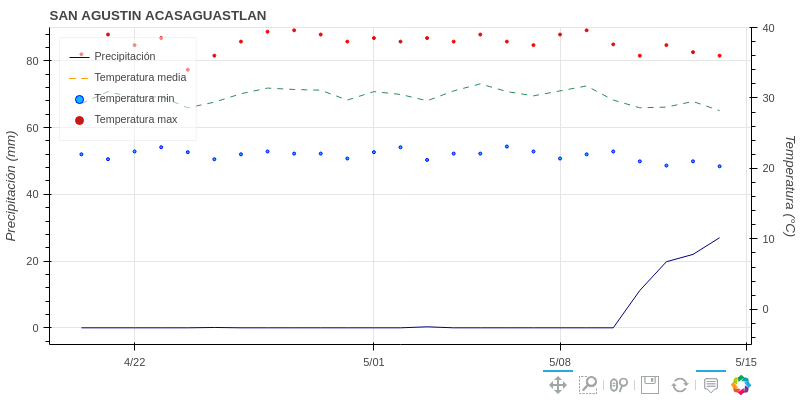 SAN AGUSTIN ACASAGUASTLAN
Precipitación
Temperatura media
Temperatura min
Temperatura max
Precipitación (mm)
80
60
40
20
0
Temperatura (°C)
40
30
20
10
0
4/22
5/01
5/08
5/15